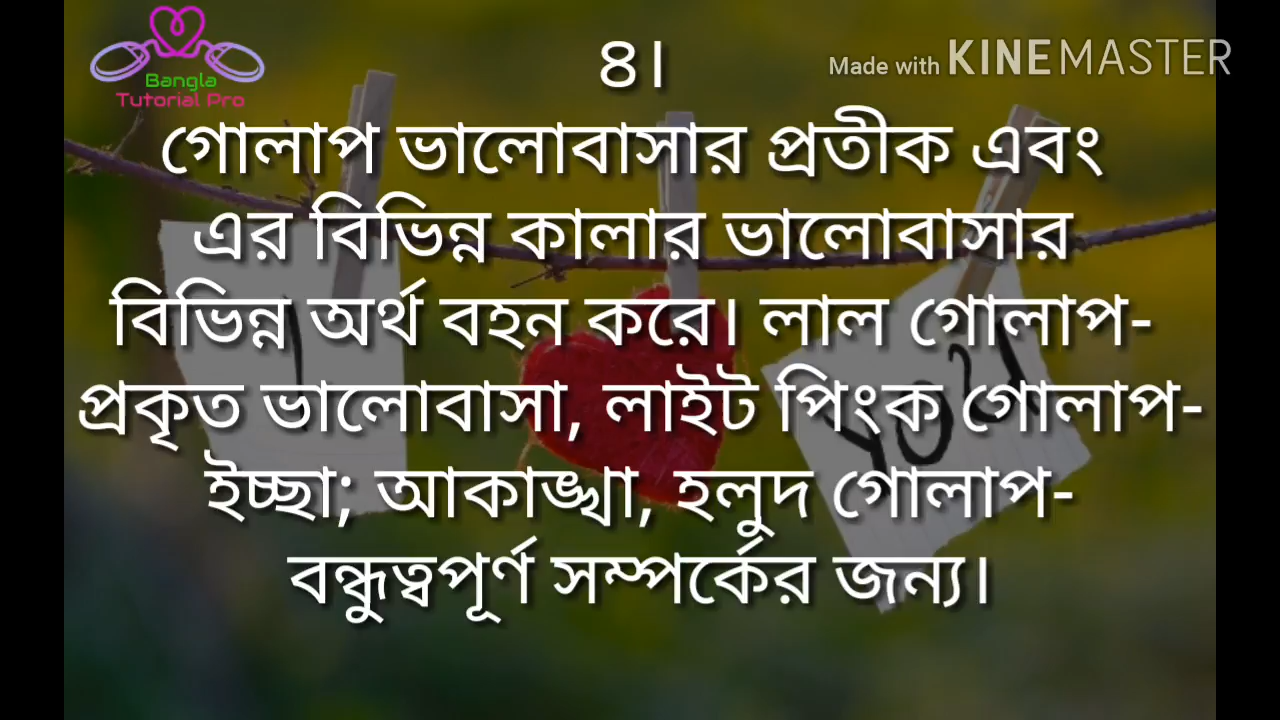 Bangla
Tutorial Pro
Made with KINEMASTER
৪।
গোলাপ ভালোবাসার প্রতীক এবং
এর বিভিন্ন কালার ভালোবাসার
বিভিন্ন অর্থ বহন করে। লাল গোলাপ-
প্রকৃত ভালোবাসা, লাইট পিংক গোলাপ-
ইচ্ছা; আকাঙ্খা, হলুদ গোলাপ-
বন্ধুত্বপূর্ণ সম্পর্কের জন্য।
I
YOU